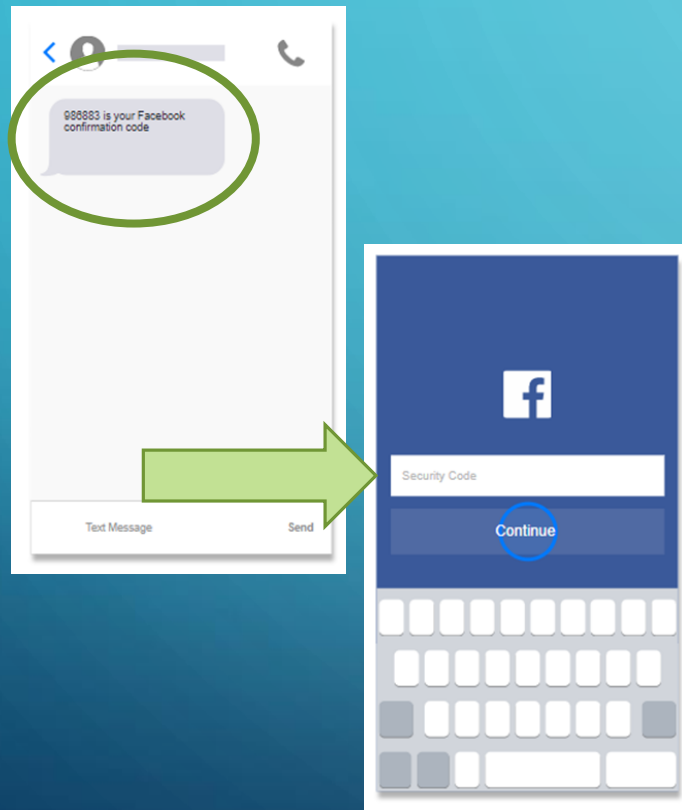 986883 is your Facebook
confirmation code
Text Message
Send
f
Security Code
Continue